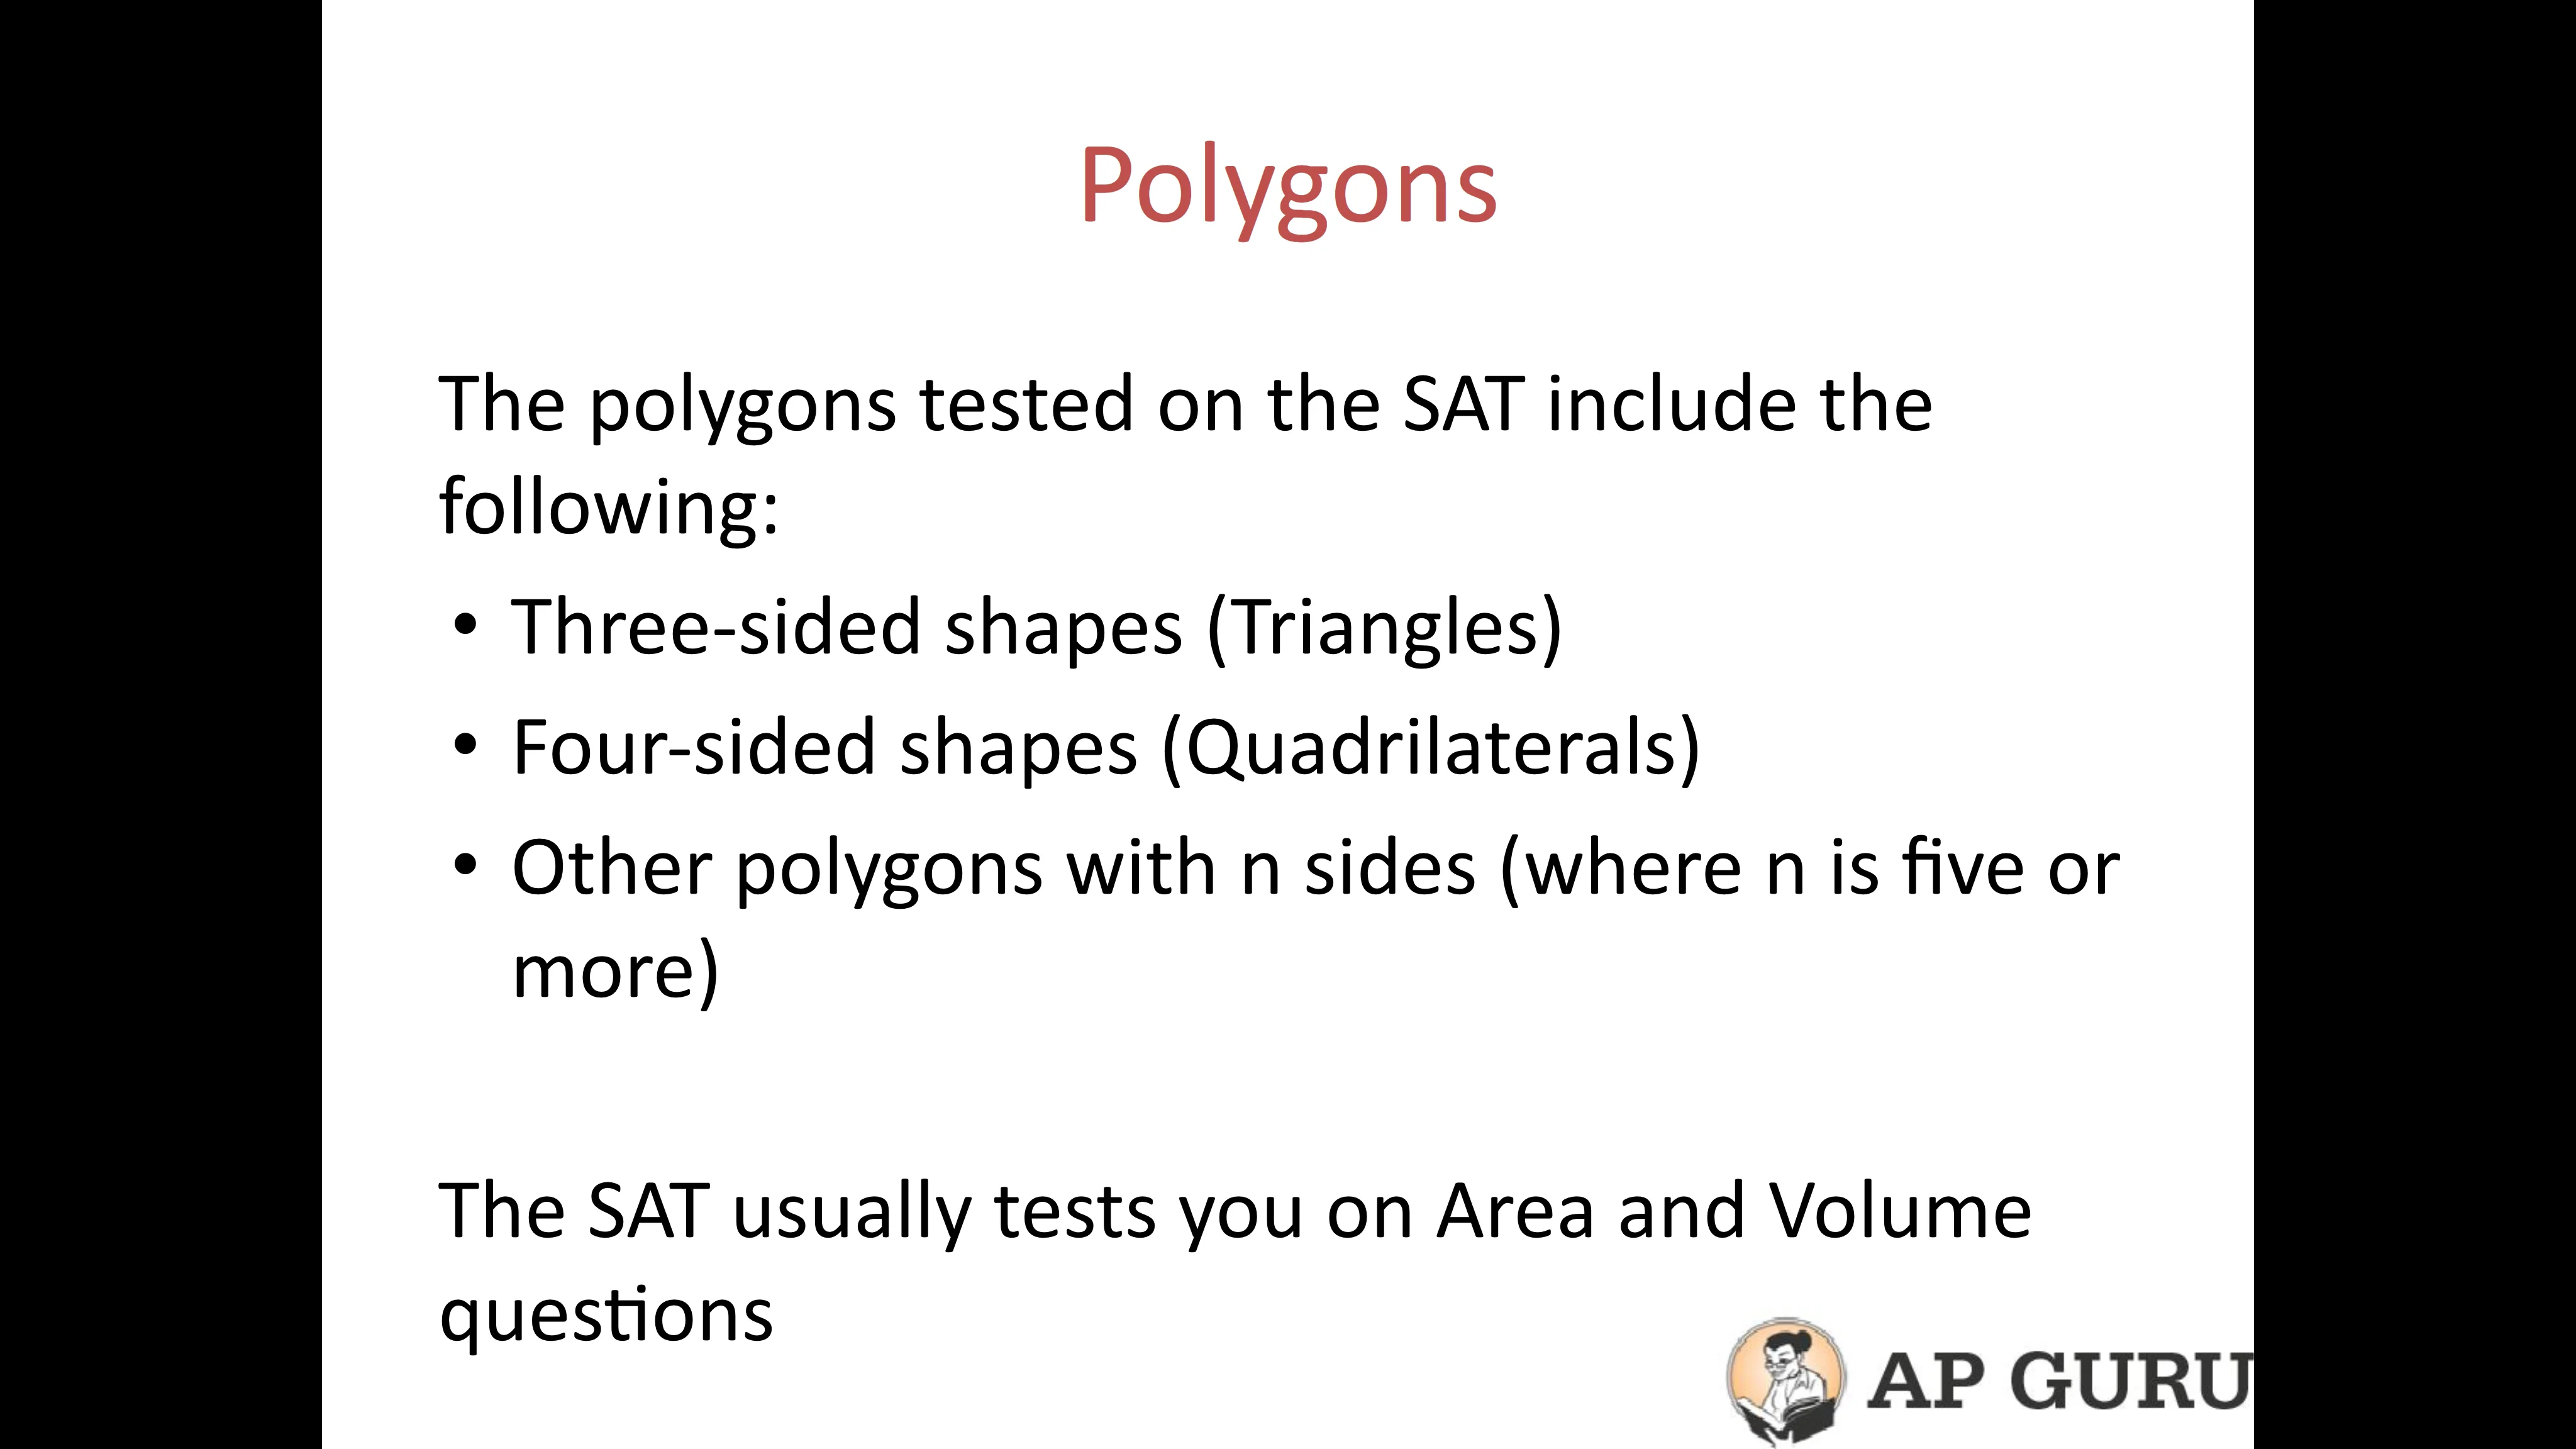 Polygons
The polygons tested on the SAT include the
following:
• Three-sided shapes (Triangles)
• Four-sided shapes (Quadrilaterals)
• Other polygons with n sides (where n is five or
more)
The SAT usually tests you on Area and Volume
questions
AP GURU